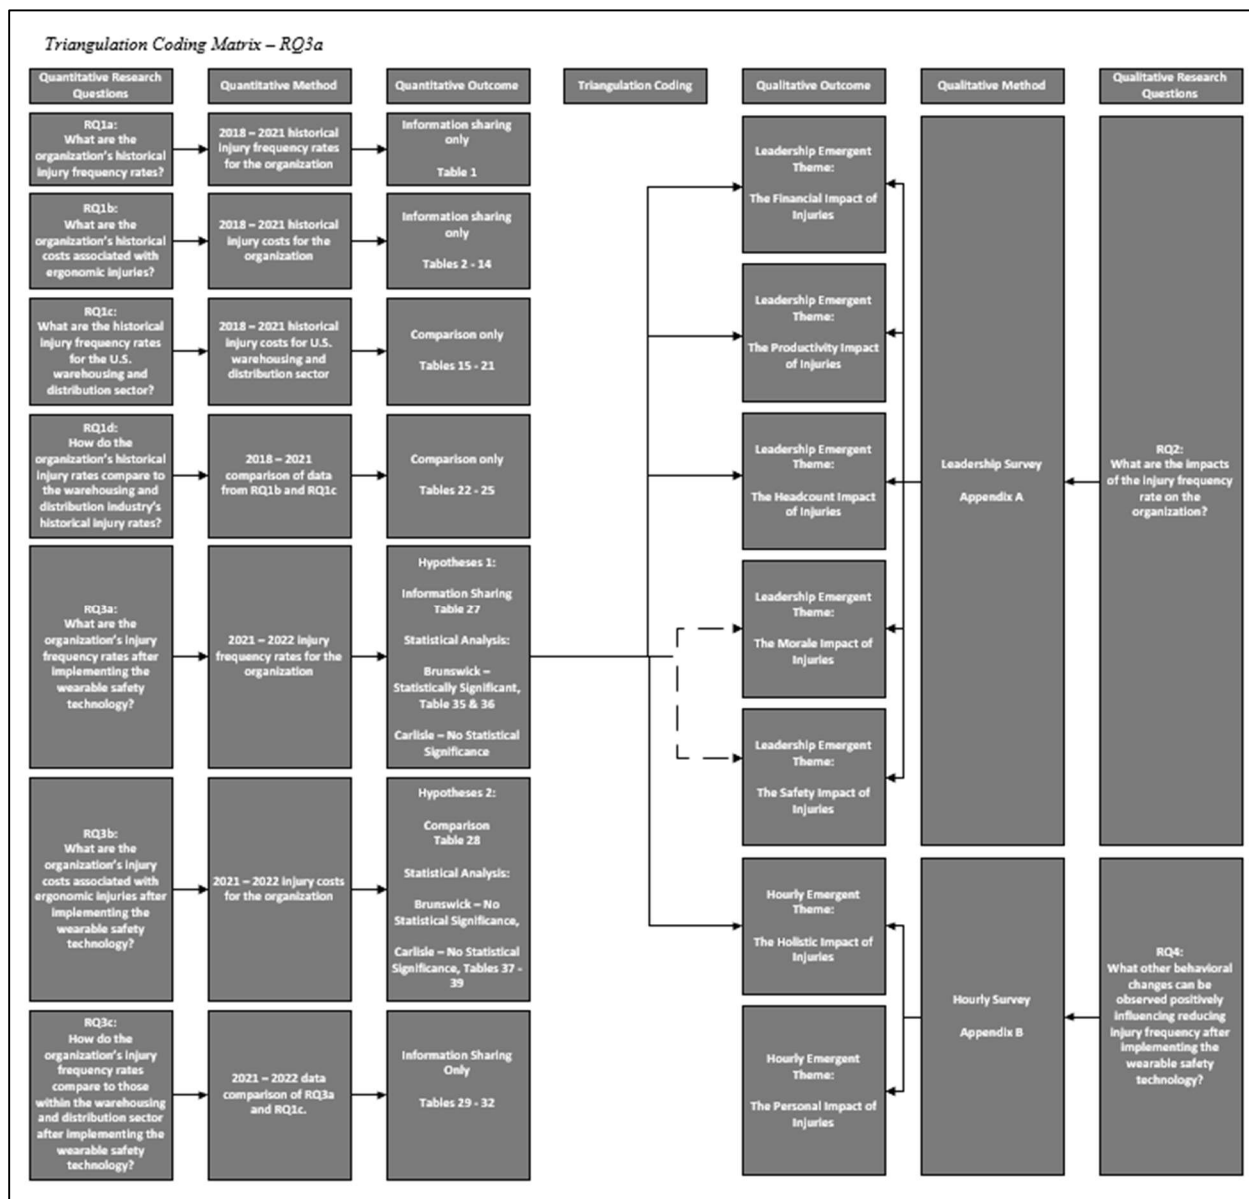 Triangulation Coding Matrix – RQ3a
Quantitative Research
Questions
Quantitative Method
Quantitative Outcome
Triangulation Coding
Qualitative Outcome
Qualitative Method
Qualitative Research
Questions
RQ1a:
What are the
organization's historical
injury frequency rates?
2018 – 2021 historical
injury frequency rates
for the organization
Information sharing
only
Table 1
RQ1b:
What are the
organization's historical
costs associated with
ergonomic injuries?
2018 – 2021 historical
injury costs for the
organization
Information sharing
only
Tables 2 - 14
RQ1c:
What are the historical
injury frequency rates
for the U.S.
warehousing and
distribution sector?
2018 – 2021 historical
injury costs for U.S.
warehousing and
distribution sector
Comparison only
Tables 15 - 21
RQ1d:
How do the
organization's historical
injury rates compare to
the warehousing and
distribution industry's
historical injury rates?
2018 – 2021
comparison of data
from RQ1b and RQ1c
Comparison only
Tables 22 - 25
RQ3a:
What are the
organization's injury
frequency rates after
implementing the
wearable safety
technology?
2021 – 2022 injury
frequency rates for the
organization
Hypotheses 1:
Information Sharing
Table 27
Statistical Analysis:
Brunswick –
Statistically Significant,
Table 35 & 36
Carlisle – No Statistical
Significance
RQ3b:
What are the
organization's injury
costs associated with
ergonomic injuries after
implementing the
wearable safety
technology?
2021 – 2022 injury costs
for the organization
Hypotheses 2:
Comparison
Table 28
Statistical Analysis:
Brunswick – No
Statistical Significance,
Carlisle – No Statistical
Significance, Tables 37 -
39
RQ3c:
How do the
organization's injury
frequency rates
compare to those
within the warehousing
and distribution sector
after implementing the
wearable safety
technology?
2021 – 2022 data
comparison of RQ3a
and RQ1c.
Information Sharing
Only
Tables 29 - 32
Leadership Emergent
Theme:
The Financial Impact of
Injuries
Leadership Emergent
Theme:
The Productivity Impact
of Injuries
Leadership Emergent
Theme:
The Headcount Impact
of Injuries
Leadership Emergent
Theme:
The Morale Impact of
Injuries
Leadership Emergent
Theme:
The Safety Impact of
Injuries
Hourly Emergent
Theme:
The Holistic Impact of
Injuries
Hourly Emergent
Theme:
The Personal Impact of
Injuries
Leadership Survey
Appendix A
Hourly Survey
Appendix B
RQ2:
What are the impacts
of the injury frequency
rate on the
organization?
RQ4:
What other behavioral
changes can be
observed positively
influencing reducing
injury frequency after
implementing the
wearable safety
technology?